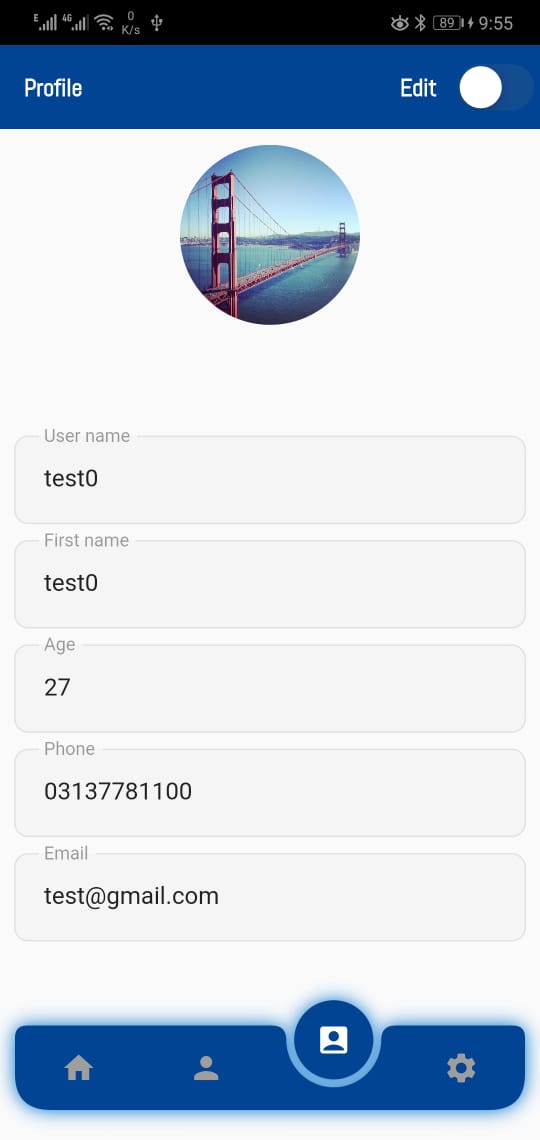 E 4G 0 K/s 89 9:55
Profile Edit
User name
test0
First name
test0
Age
27
Phone
03137781100
Email
test@gmail.com